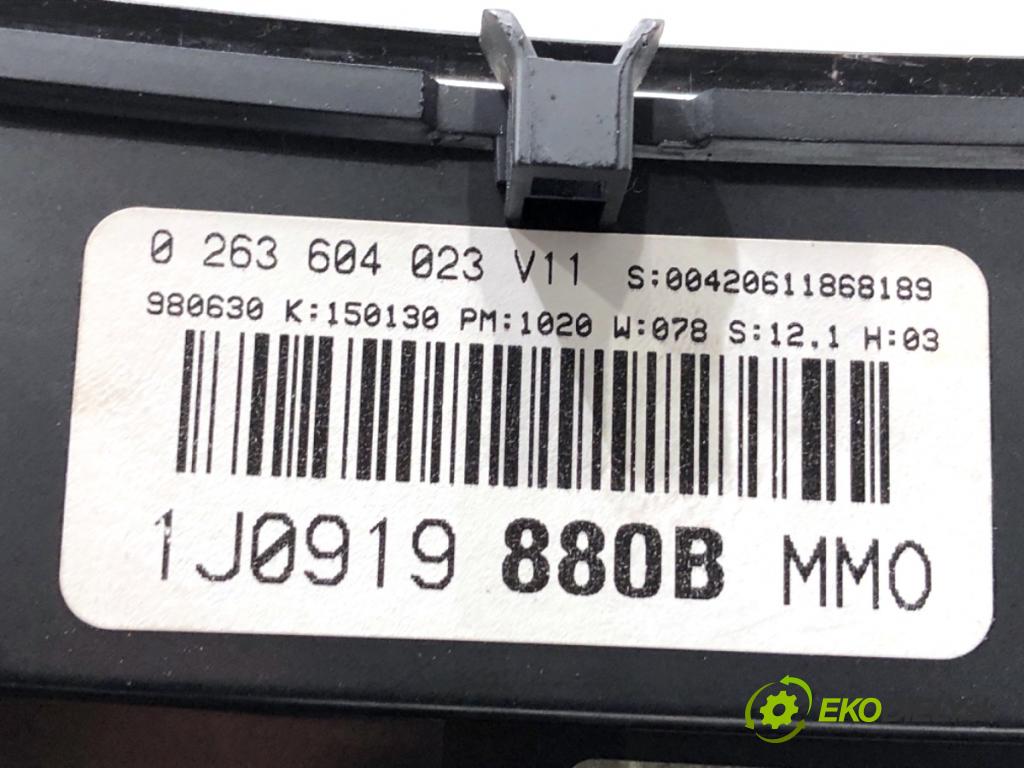 0 263 604 023 V11 S:00420611868189
980630 K:150130 PM:1020 W:078 S:12.1 H:03
1J0919 880B MMO
EKO